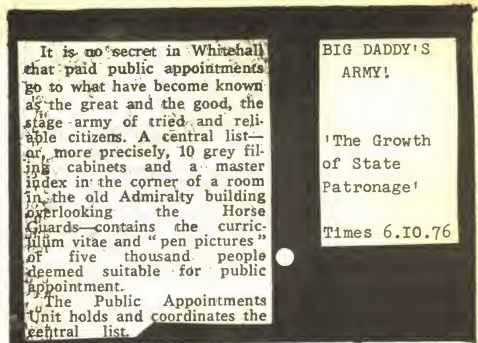 It is no secret in Whitehall
that paid public appointments
go to what have become known
as the great and the good, the
stage army of tried and reli-
able citizens. A central list—
or, more precisely, 10 grey fil-
ing cabinets and a master
index in the corner of a room
in the old Admiralty building
overlooking the Horse
Guards—contains the curric-
ulum vitae and “ pen pictures ”
of five thousand people
deemed suitable for public
appointment.
The Public Appointments
Unit holds and coordinates the
central list.
BIG DADDY'S
ARMY!
'The Growth
of State
Patronage'
Times 6.IO.76